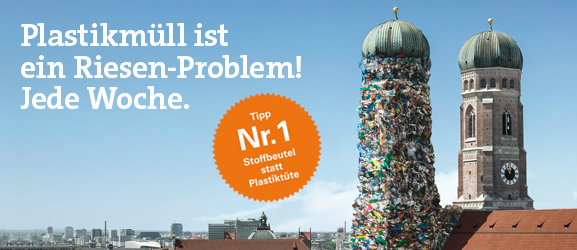 Plastikmüll ist
ein Riesen-Problem!
Jede Woche.
Tipp
Nr.1
Stoffbeutel
statt
Plastiktüte